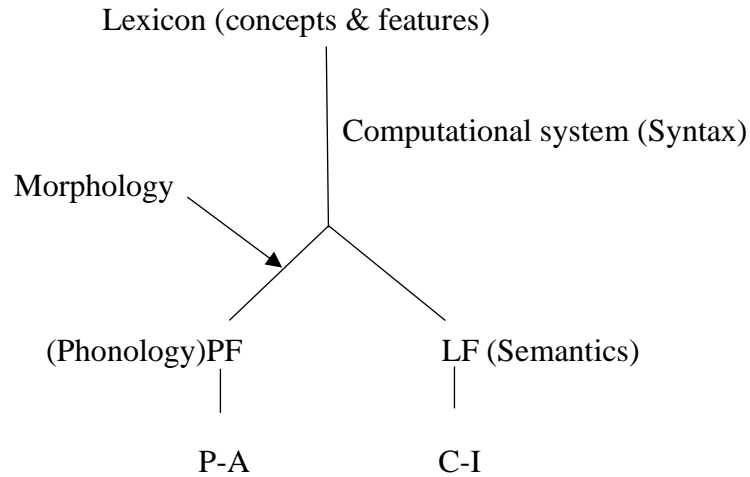 Lexicon (concepts & features)
Computational system (Syntax)
Morphology
(Phonology)PF
LF (Semantics)
P-A
C-I